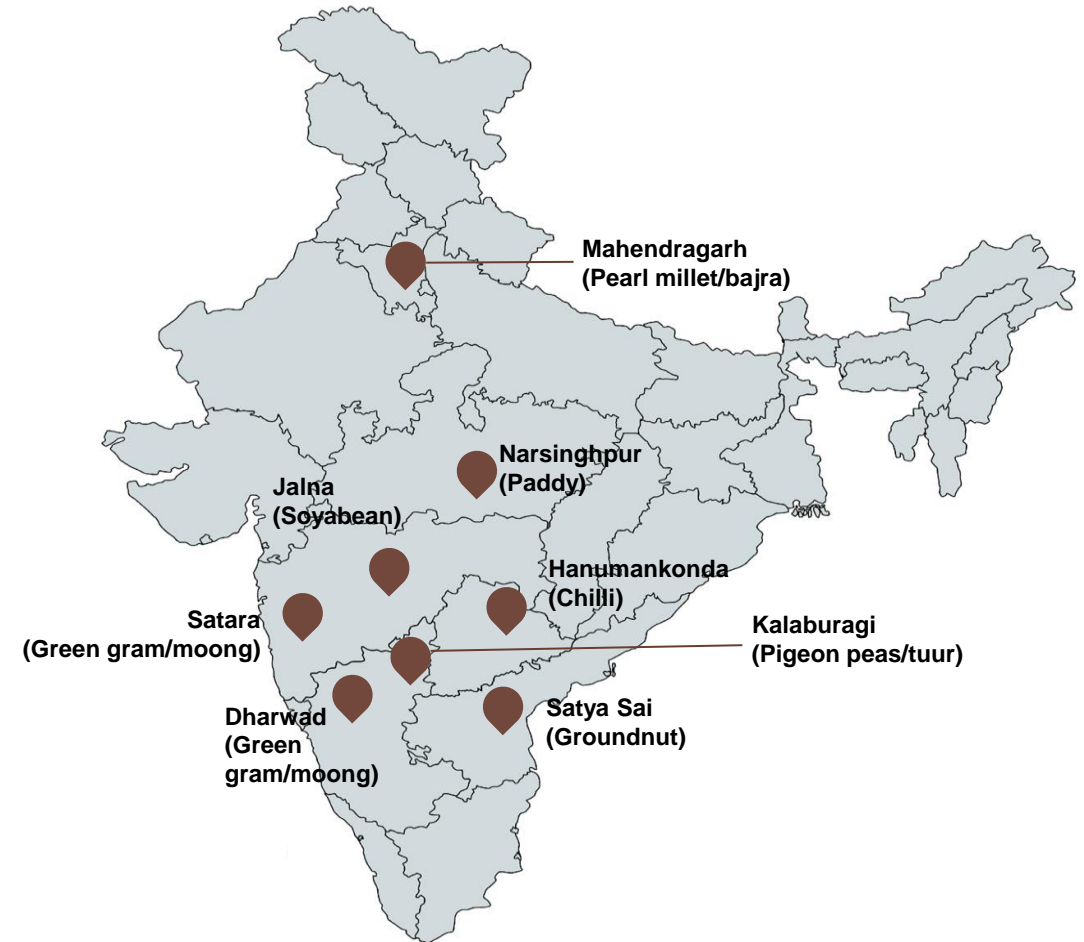 Mahendragarh
(Pearl millet/bajra)
Narsinghpur
(Paddy)
Jalna
(Soyabean)
Hanumankonda
(Chilli)
Satara
(Green gram/moong)
Kalaburagi
(Pigeon peas/tuur)
Dharwad
(Green
gram/moong)
Satya Sai
(Groundnut)